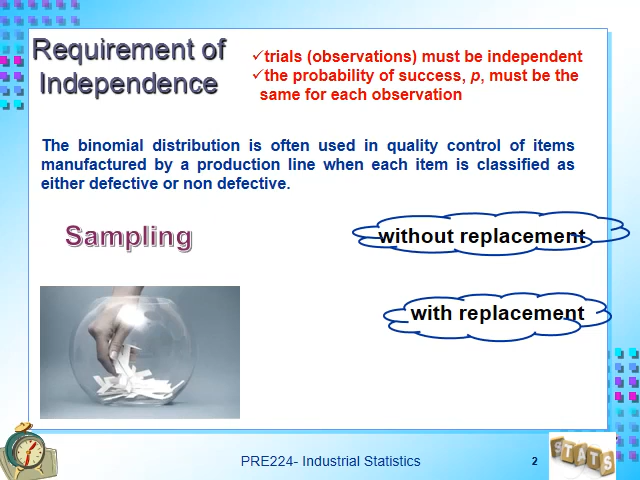 Requirement of
Independence
✓trials (observations) must be independent
✓the probability of success, p, must be the
same for each observation
The binomial distribution is often used in quality control of items
manufactured by a production line when each item is classified as
either defective or non defective.
Sampling
without replacement
with replacement
PRE224- Industrial Statistics
2
STATS